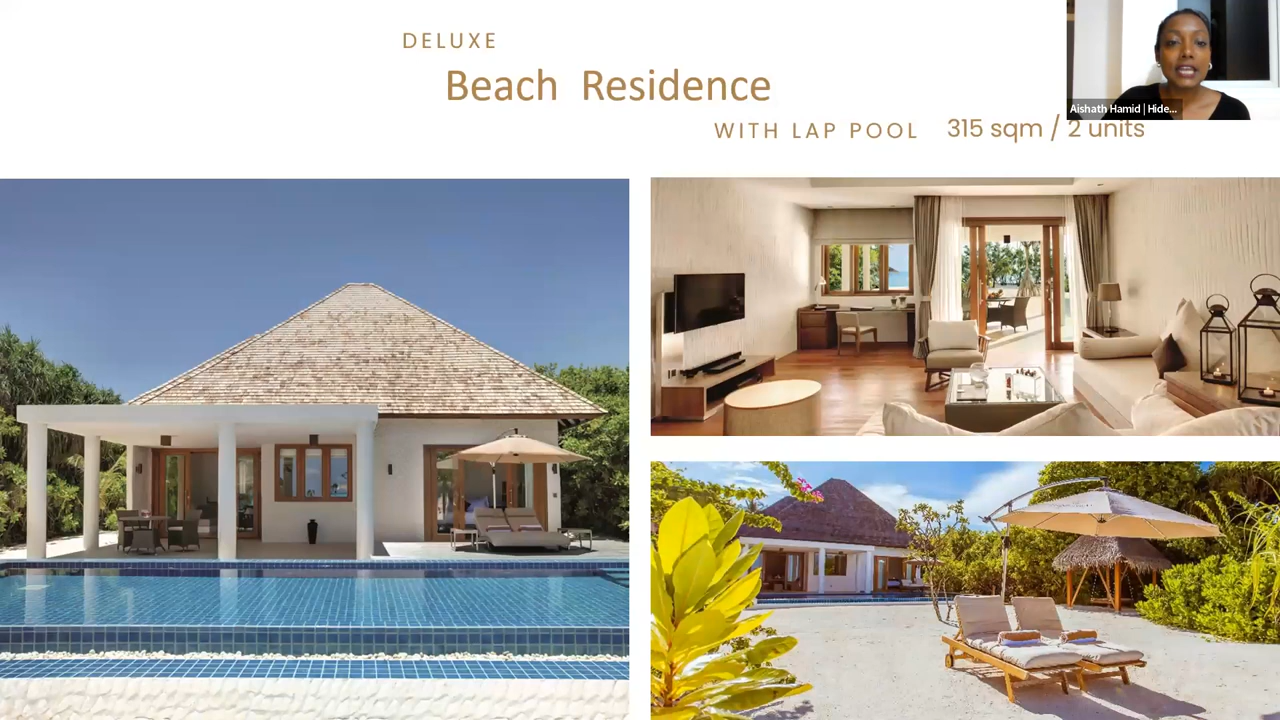 DELUXE
Beach Residence
WITH LAP POOL 315 sqm / 2 units
Aishath Hamid | Hide...